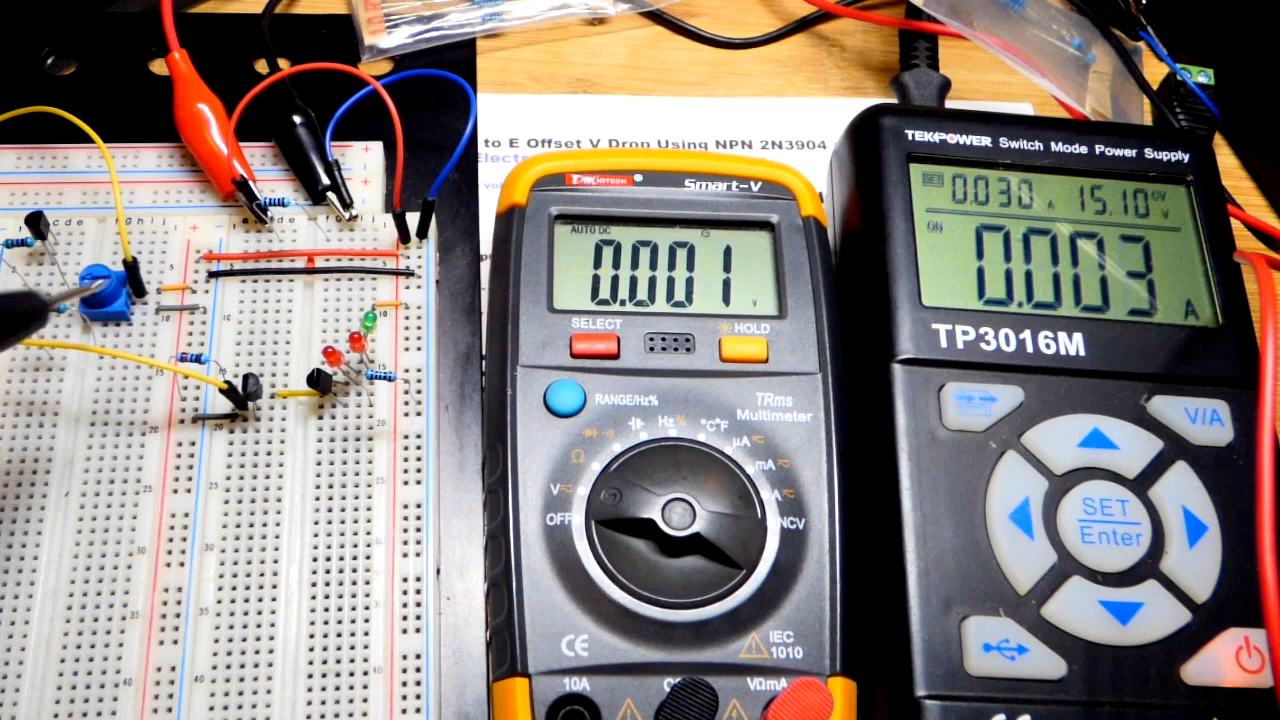 to E Offset V Drop Using NPN 2N3904
Electr
TEKPOWER Switch Mode Power Supply
SET 0.030 A 15.10 V
ON
0.003 A
TP3016M
V/A
SET
Enter
Smart-V
AUTO DC
0.001 V
SELECT
HOLD
RANGE/Hz%
TRms
Multimeter
Hz%
°C°F
µA
mA
A
NCV
Ω
V
OFF
CE
IEC
1010
10A
VΩmA